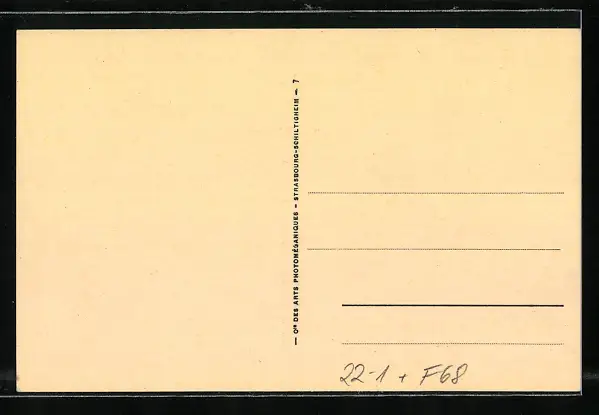 — Cie DES ARTS PHOTOMÉCANIQUES – STRASBOURG-SCHILTIGHEIM – 7
22-1 + F68